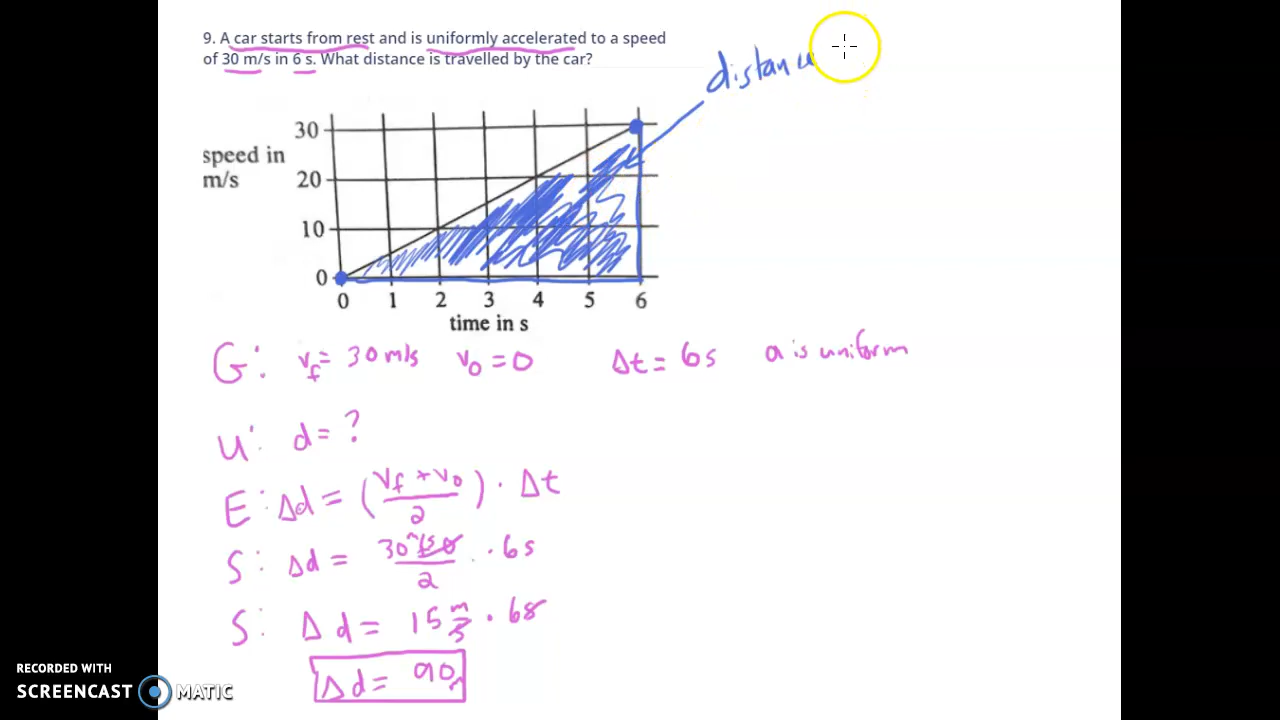 9. A car starts from rest and is uniformly accelerated to a speed
of 30 m/s in 6 s. What distance is travelled by the car?
distanc
30
speed in
m/s
20
10
0
0 1 2 3 4 5 6
time in s
G: vf = 30 m/s v0 = 0 Δt = 6s a is uniform
U: d = ?
E: Δd = (vf + v0 / 2) · Δt
S: Δd = 30 m/s / 2 · 6s
S: Δd = 15 m/s · 6s
Δd = 90m
RECORDED WITH
SCREENCAST MATIC